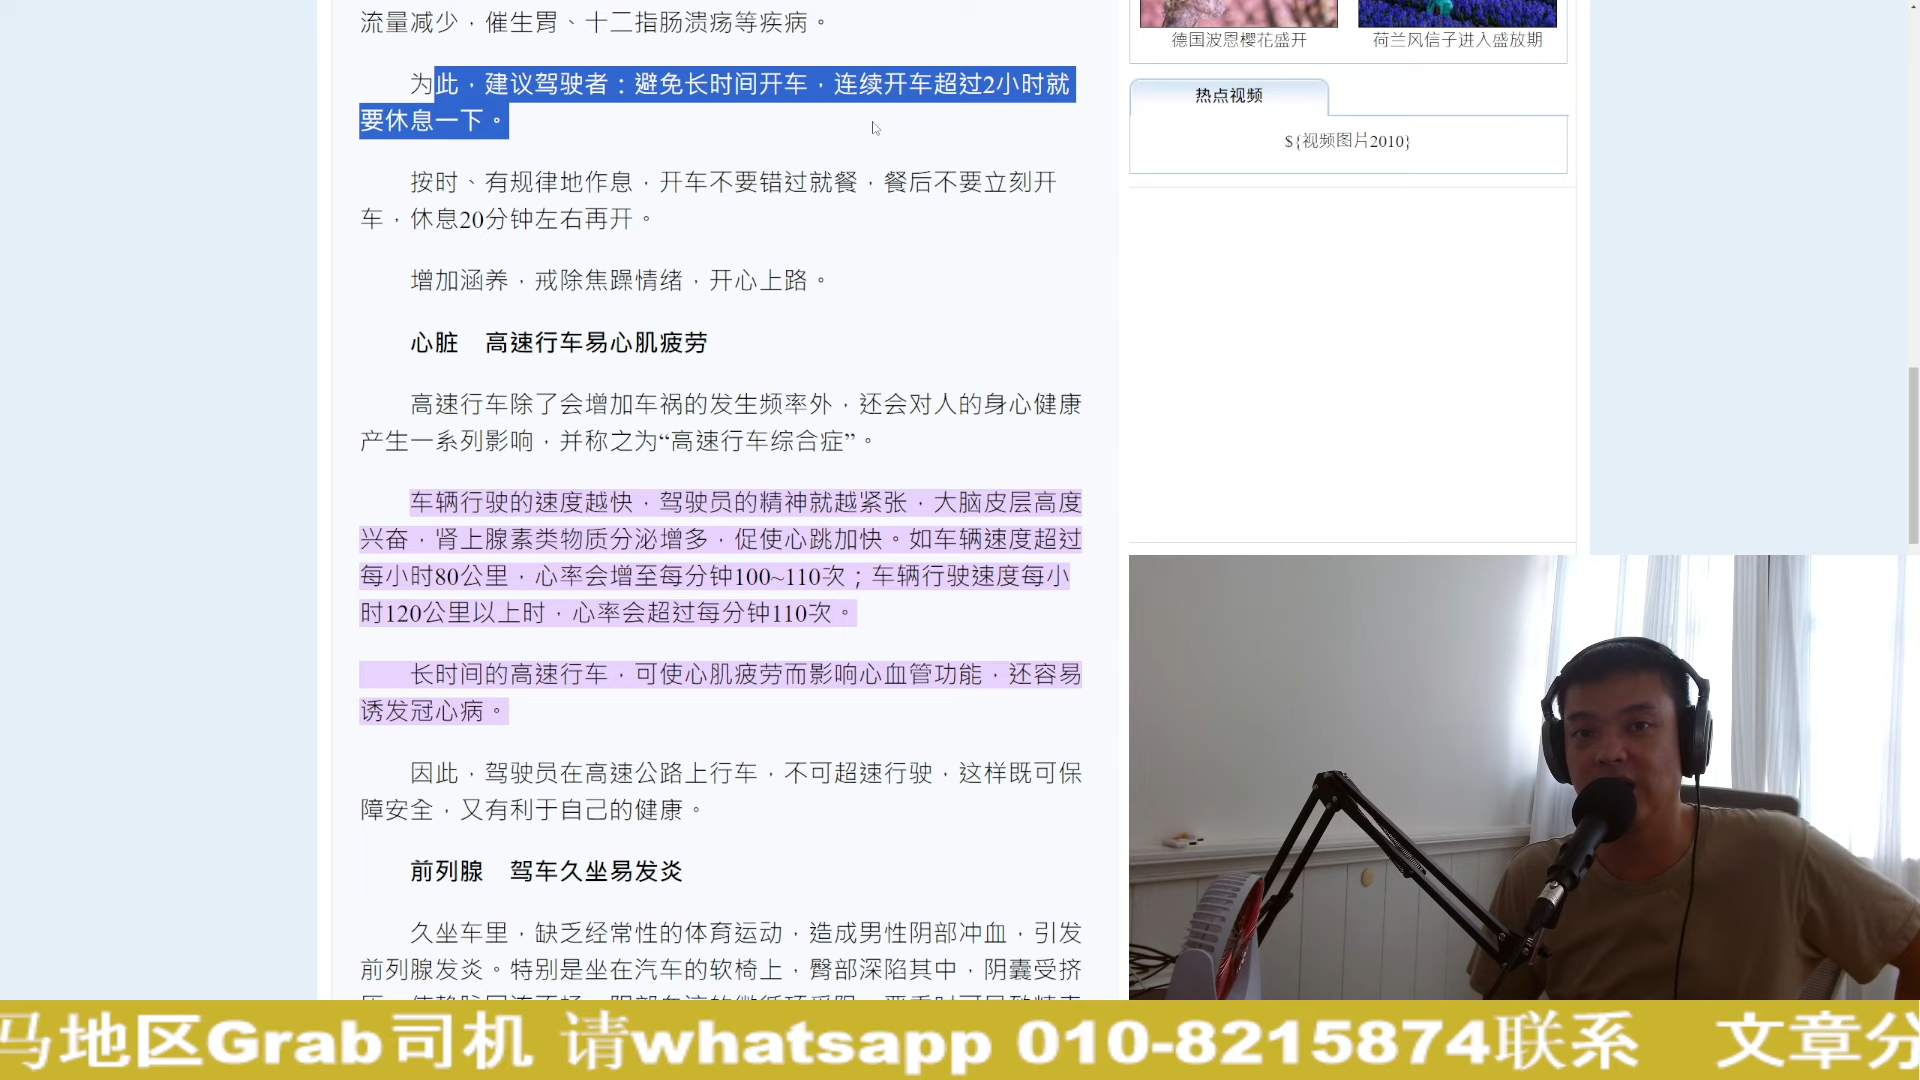 流量减少，催生胃、十二指肠溃疡等疾病。
为此，建议驾驶者：避免长时间开车，连续开车超过2小时就
要休息一下。
按时、有规律地作息，开车不要错过就餐，餐后不要立刻开
车，休息20分钟左右再开。
增加涵养，戒除焦躁情绪，开心上路。
心脏　高速行车易心肌疲劳
高速行车除了会增加车祸的发生频率外，还会对人的身心健康
产生一系列影响，并称之为“高速行车综合症”。
车辆行驶的速度越快，驾驶员的精神就越紧张，大脑皮层高度
兴奋，肾上腺素类物质分泌增多，促使心跳加快。如车辆速度超过
每小时80公里，心率会增至每分钟100~110次；车辆行驶速度每小
时120公里以上时，心率会超过每分钟110次。
长时间的高速行车，可使心肌疲劳而影响心血管功能，还容易
诱发冠心病。
因此，驾驶员在高速公路上行车，不可超速行驶，这样既可保
障安全，又有利于自己的健康。
前列腺　驾车久坐易发炎
久坐车里，缺乏经常性的体育运动，造成男性阴部冲血，引发
前列腺发炎。特别是坐在汽车的软椅上，臀部深陷其中，阴囊受挤
德国波恩樱花盛开
荷兰风信子进入盛放期
热点视频
${视频图片2010}
马地区Grab司机 请whatsapp 010-8215874联系 文章分